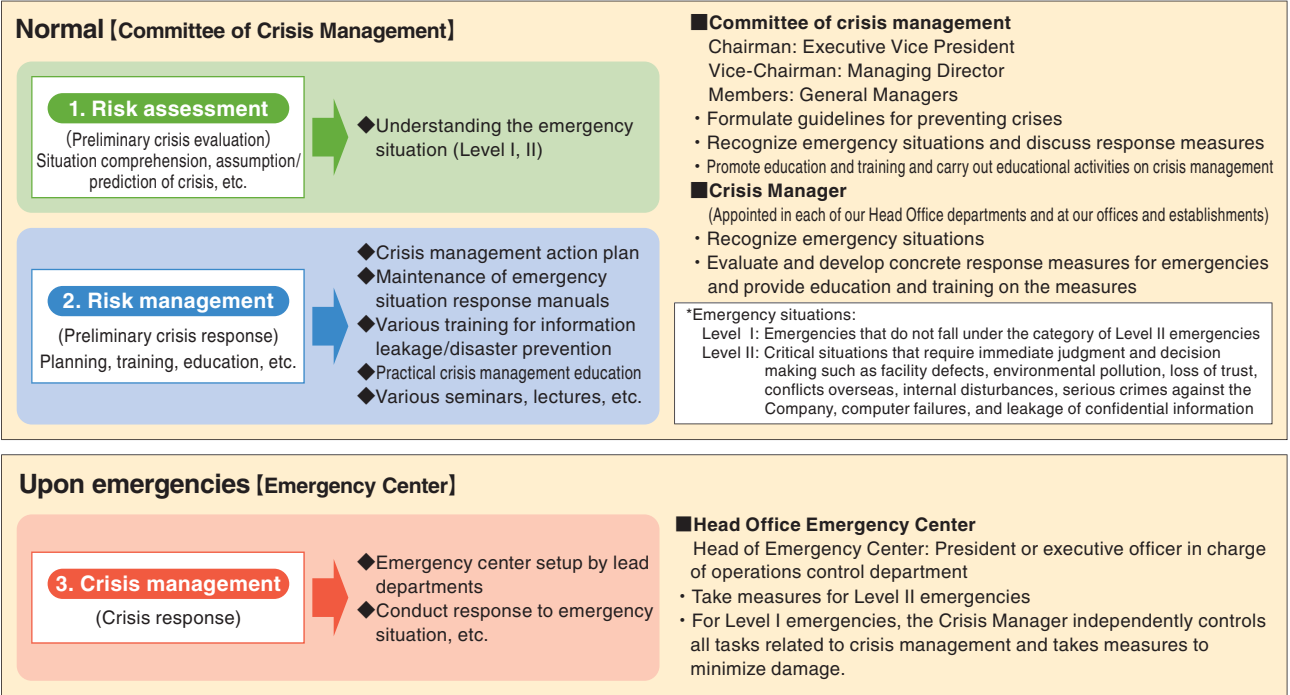 Normal【Committee of Crisis Management】
1. Risk assessment
(Preliminary crisis evaluation)
Situation comprehension, assumption/
prediction of crisis, etc.
◆Understanding the emergency
situation (Level I, II)
2. Risk management
(Preliminary crisis response)
Planning, training, education, etc.
◆Crisis management action plan
◆Maintenance of emergency
situation response manuals
◆Various training for information
leakage/disaster prevention
◆Practical crisis management education
◆Various seminars, lectures, etc.
■Committee of crisis management
Chairman: Executive Vice President
Vice-Chairman: Managing Director
Members: General Managers
・Formulate guidelines for preventing crises
・Recognize emergency situations and discuss response measures
・Promote education and training and carry out educational activities on crisis management
■Crisis Manager
(Appointed in each of our Head Office departments and at our offices and establishments)
・Recognize emergency situations
・Evaluate and develop concrete response measures for emergencies
and provide education and training on the measures
*Emergency situations:
Level I: Emergencies that do not fall under the category of Level II emergencies
Level II: Critical situations that require immediate judgment and decision
making such as facility defects, environmental pollution, loss of trust,
conflicts overseas, internal disturbances, serious crimes against the
Company, computer failures, and leakage of confidential information
Upon emergencies【Emergency Center】
3. Crisis management
(Crisis response)
◆Emergency center setup by lead
departments
◆Conduct response to emergency
situation, etc.
■Head Office Emergency Center
Head of Emergency Center: President or executive officer in charge
of operations control department
・Take measures for Level II emergencies
・For Level I emergencies, the Crisis Manager independently controls
all tasks related to crisis management and takes measures to
minimize damage.